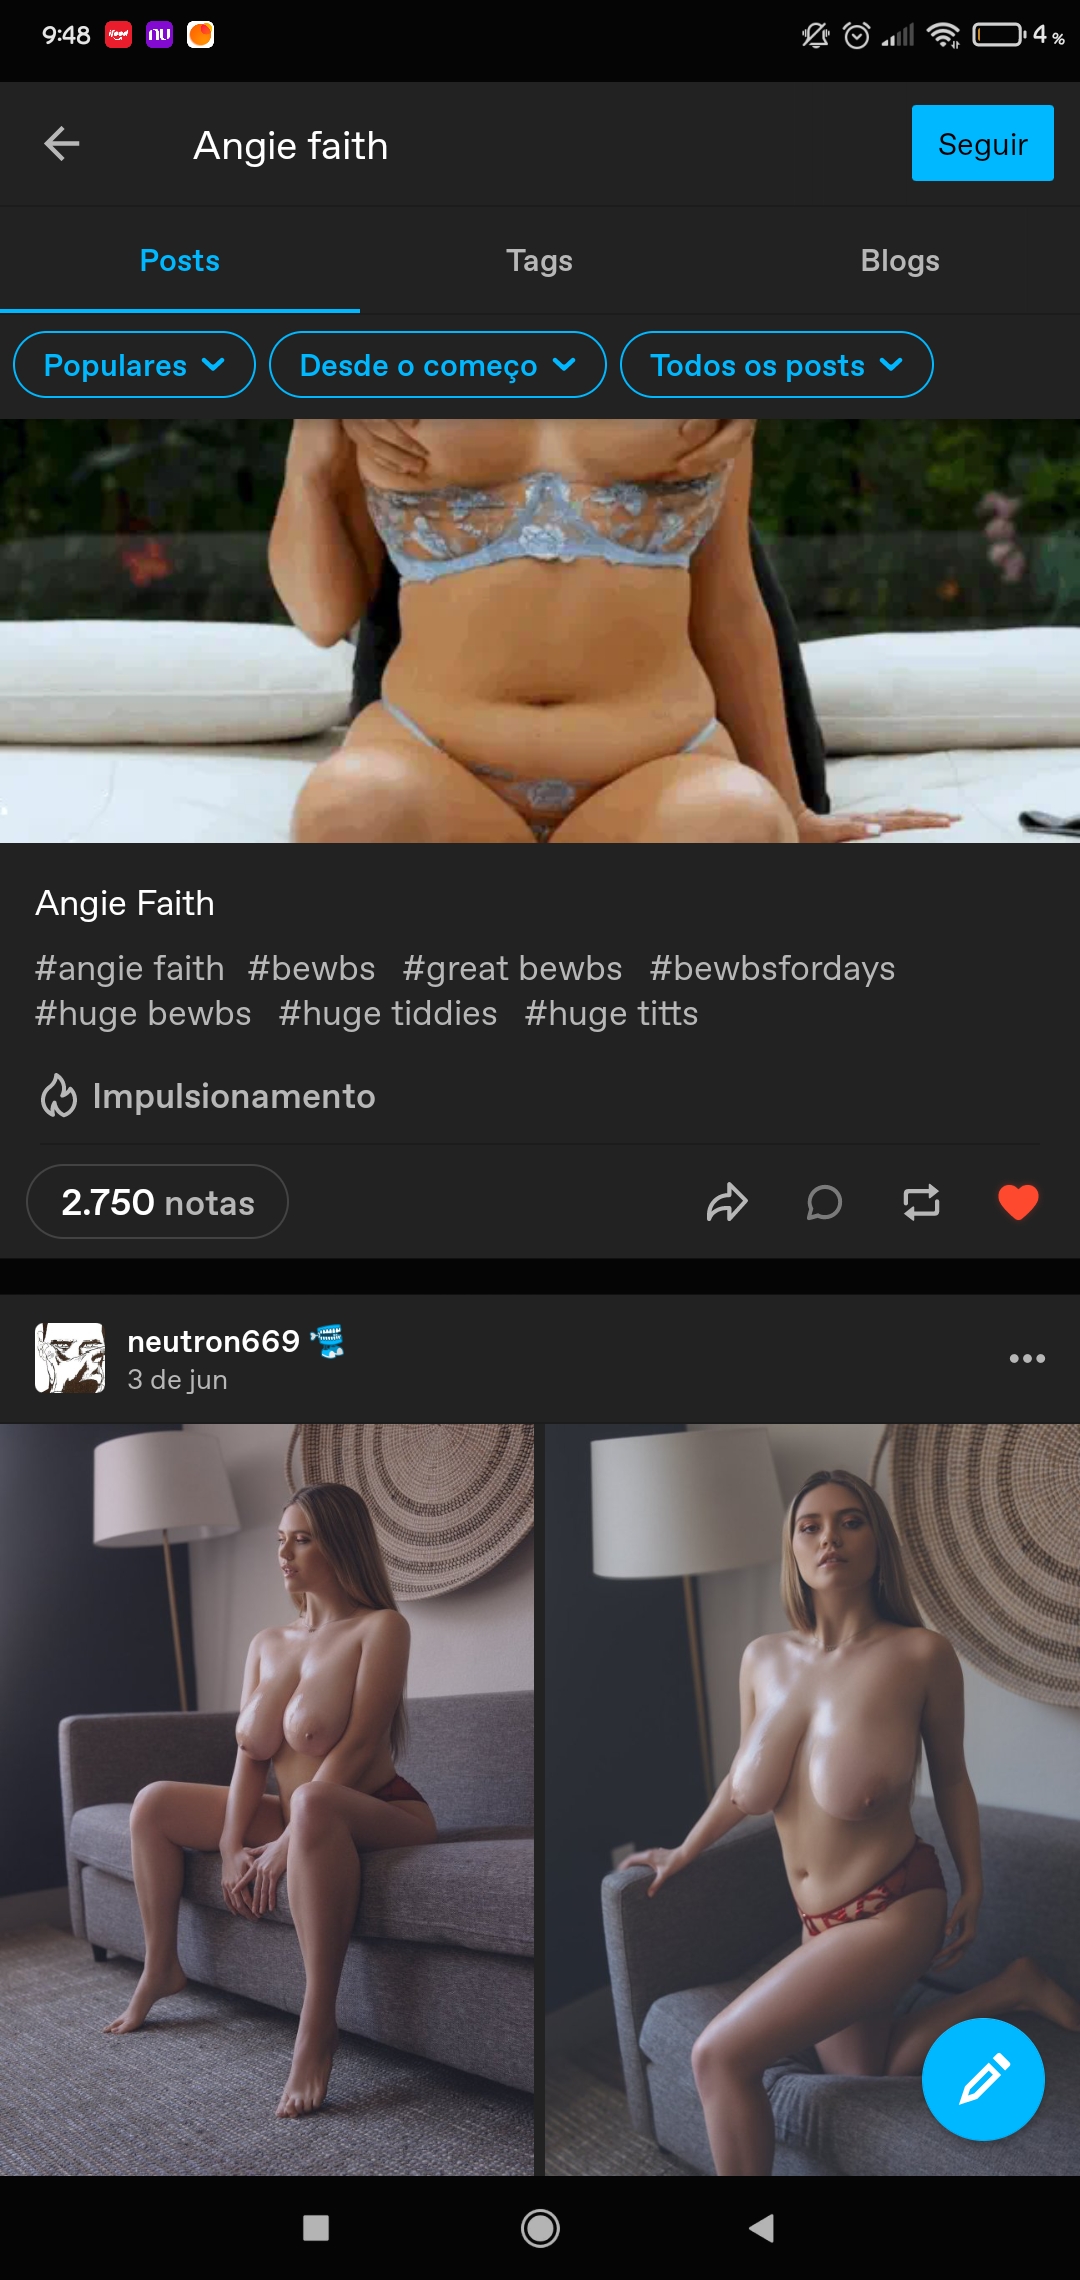 9:48
ifood
nu
4 %
Angie faith
Seguir
Posts
Tags
Blogs
Populares
Desde o começo
Todos os posts
Angie Faith
#angie faith #bewbs #great bewbs #bewbsfordays
#huge bewbs #huge tiddies #huge titts
Impulsionamento
2.750 notas
neutron669
3 de jun